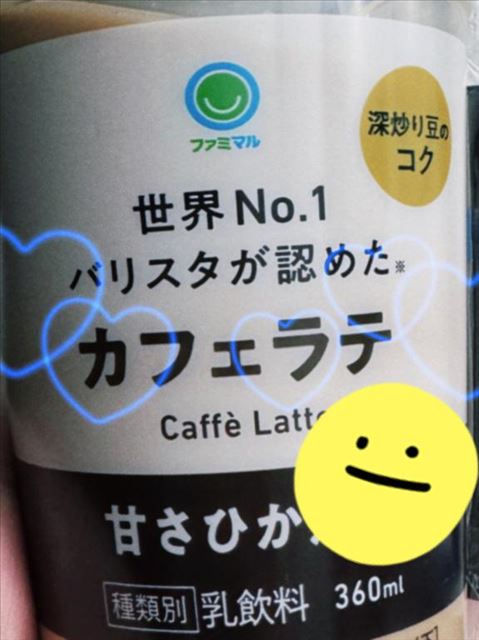 ファミマル
深炒り豆の
コク
世界No.1
バリスタが認めた※
カフェラテ
Caffè Latte
甘さひか
種類別 乳飲料 360ml